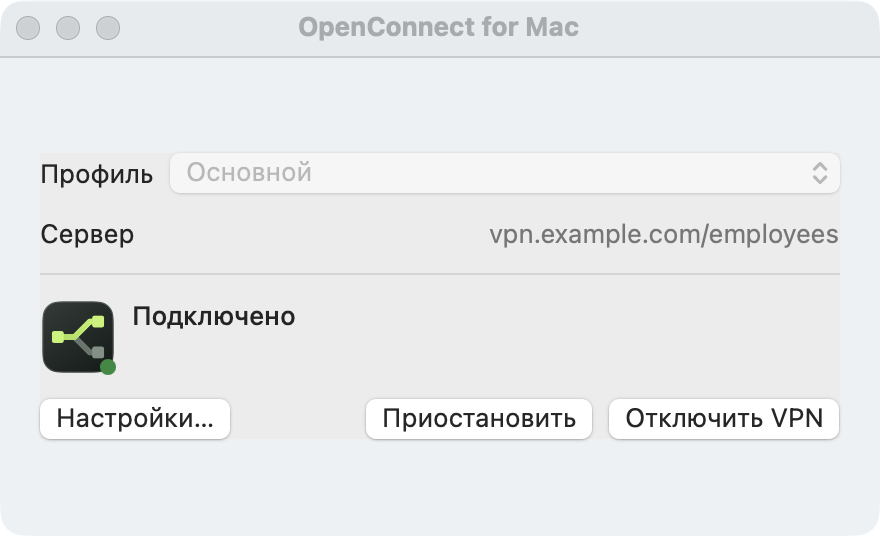 OpenConnect for Mac
Профиль Основной
Сервер vpn.example.com/employees
Подключено
Настройки... Приостановить Отключить VPN